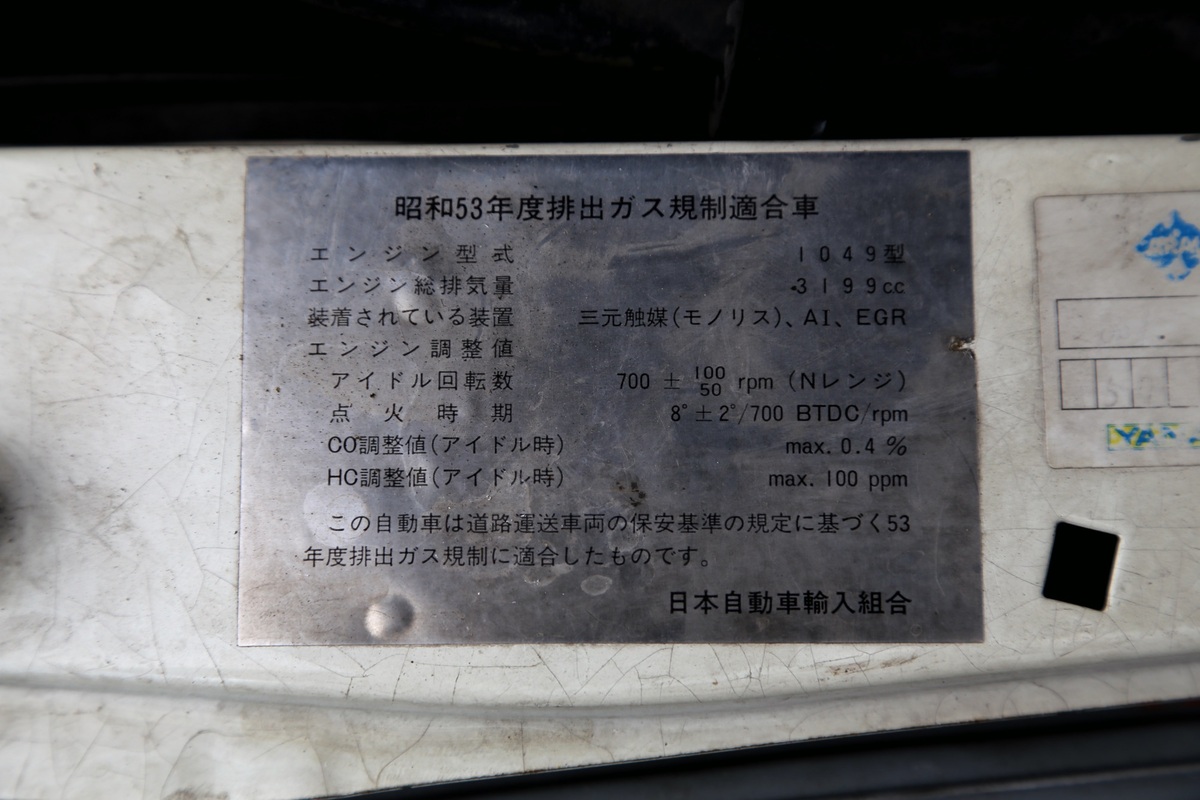 昭和53年度排出ガス規制適合車
エンジン型式 1049型
エンジン総排気量 3199cc
装着されている装置 三元触媒(モノリス)、AI、EGR
エンジン調整値
アイドル回転数 700 ± 100/50 rpm (Nレンジ)
点火時期 8°±2°/700 BTDC/rpm
CO調整値(アイドル時) max. 0.4 %
HC調整値(アイドル時) max. 100 ppm
この自動車は道路運送車両の保安基準の規定に基づく53
年度排出ガス規制に適合したものです。
日本自動車輸入組合